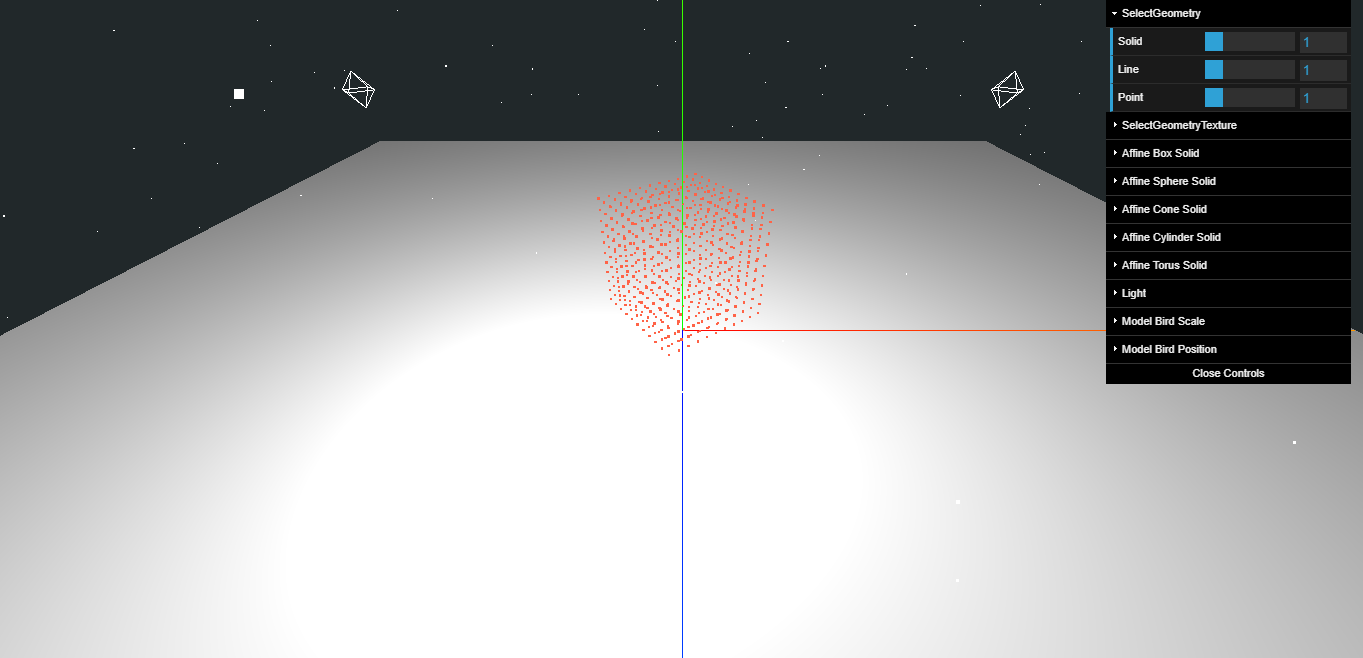 SelectGeometry
Solid 1
Line 1
Point 1
SelectGeometryTexture
Affine Box Solid
Affine Sphere Solid
Affine Cone Solid
Affine Cylinder Solid
Affine Torus Solid
Light
Model Bird Scale
Model Bird Position
Close Controls